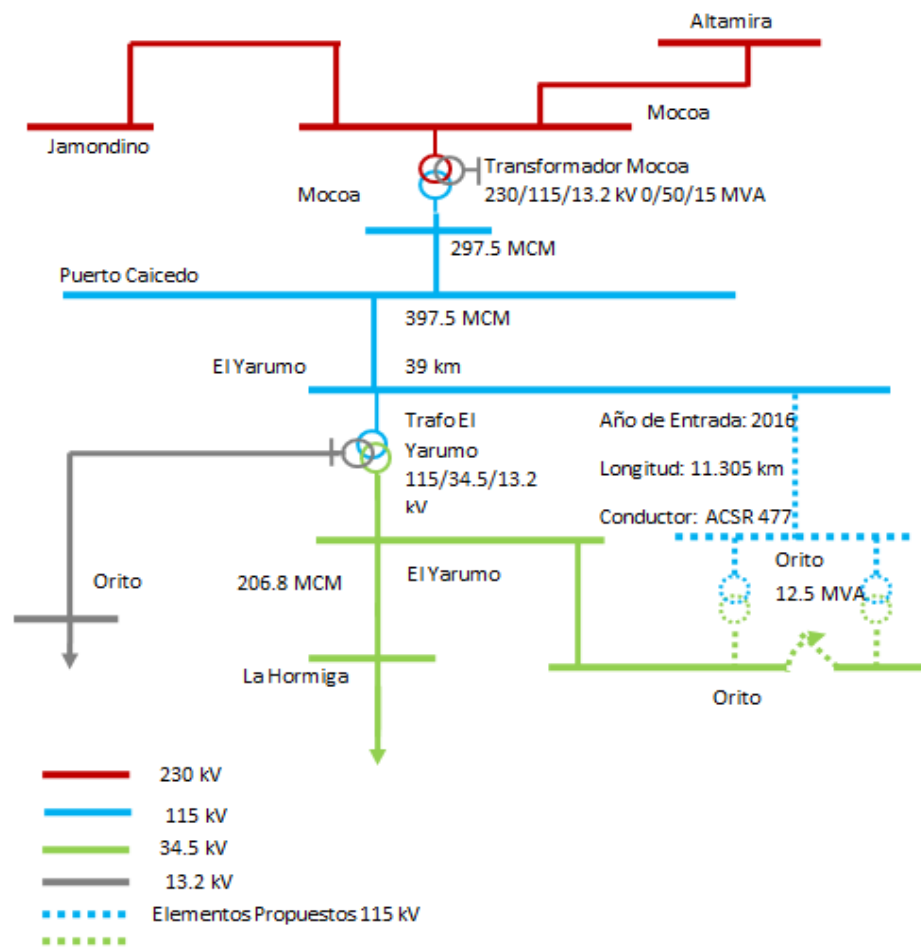 Altamira
Mocoa
Jamondino
Transformador Mocoa
230/115/13.2 kV 0/50/15 MVA
Mocoa
297.5 MCM
Puerto Caicedo
397.5 MCM
El Yarumo
39 km
Trafo El
Yarumo
115/34.5/13.2
kV
Año de Entrada: 2016
Longitud: 11.305 km
Conductor: ACSR 477
Orito
12.5 MVA
Orito
206.8 MCM
El Yarumo
La Hormiga
Orito
230 kV
115 kV
34.5 kV
13.2 kV
Elementos Propuestos 115 kV